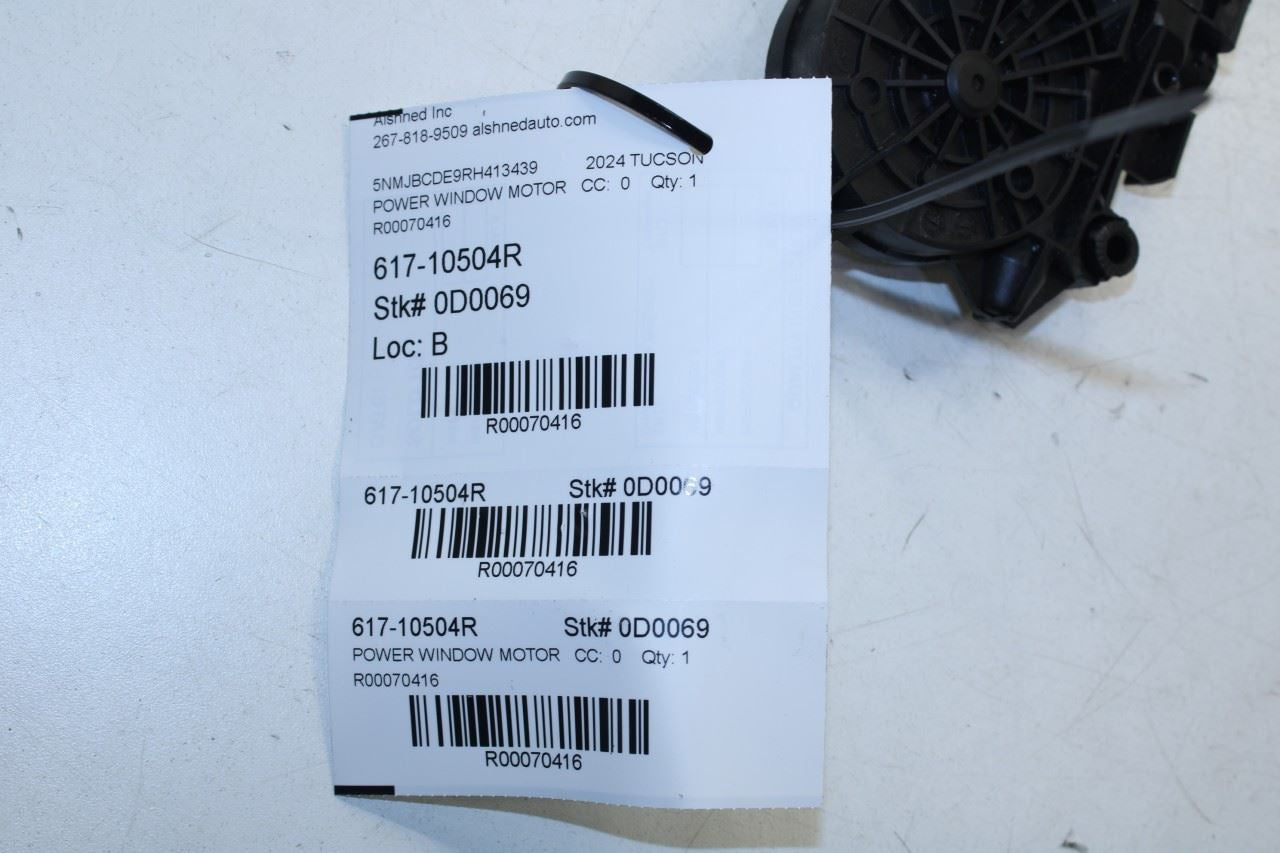 Alshned Inc
267-818-9509 alshnedauto.com
5NMJBCDE9RH413439 2024 TUCSON
POWER WINDOW MOTOR CC: 0 Qty: 1
R00070416
617-10504R
Stk# 0D0069
Loc: B
R00070416
617-10504R Stk# 0D0069
R00070416
617-10504R Stk# 0D0069
POWER WINDOW MOTOR CC: 0 Qty: 1
R00070416
R00070416